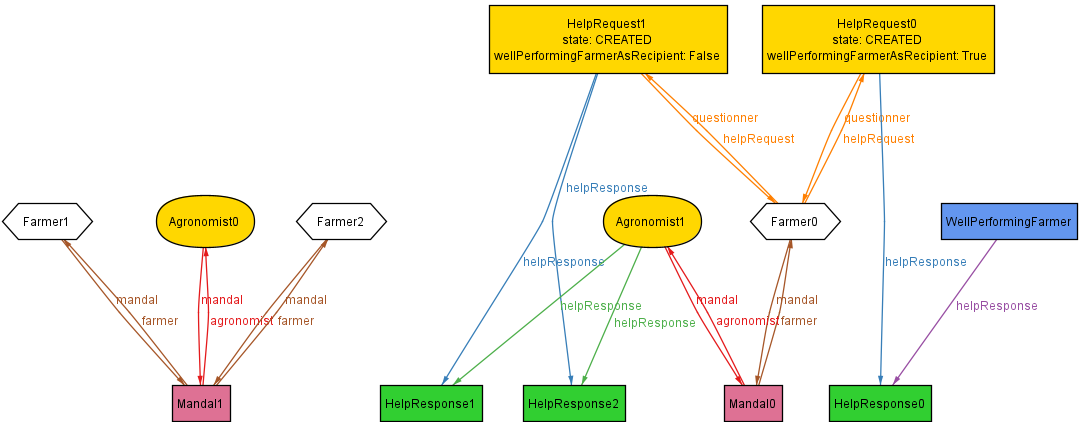 HelpRequest1
state: CREATED
wellPerformingFarmerAsRecipient: False
HelpRequest0
state: CREATED
wellPerformingFarmerAsRecipient: True
questionner
helpRequest
questionner
helpRequest
helpResponse
Farmer1
Agronomist0
Farmer2
Agronomist1
Farmer0
WellPerformingFarmer
helpResponse
helpResponse
mandal
farmer
mandal
agronomist
mandal
farmer
helpResponse
helpResponse
mandal
agronomist
mandal
farmer
helpResponse
Mandal1
HelpResponse1
HelpResponse2
Mandal0
HelpResponse0